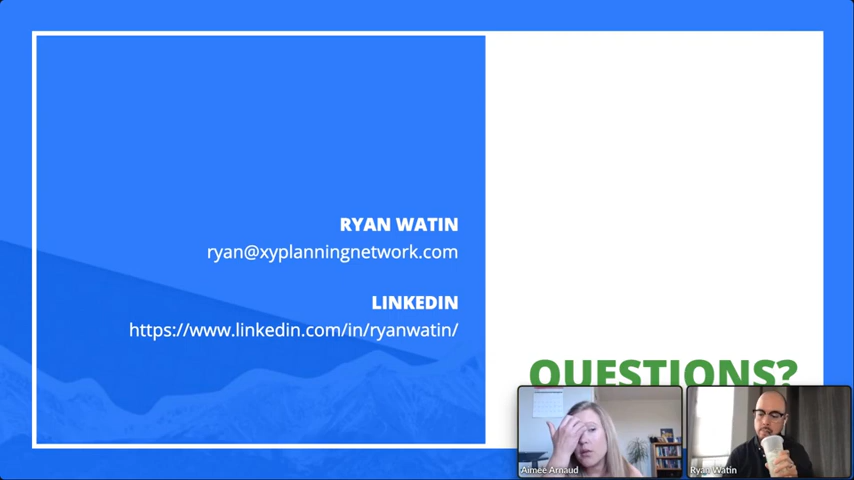 RYAN WATIN
ryan@xyplanningnetwork.com
LINKEDIN
https://www.linkedin.com/in/ryanwatin/
QUESTIONS?
Aimée Arnaud
Ryan Watin